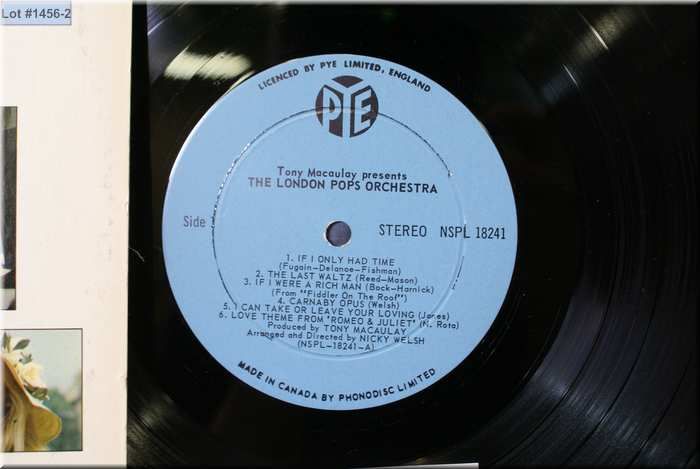 Lot #1456-2
LICENCED BY PYE LIMITED, ENGLAND
PYE
Tony Macaulay presents
THE LONDON POPS ORCHESTRA
Side
STEREO NSPL 18241
1. IF I ONLY HAD TIME
(Fugain-Delanoe-Fishman)
2. THE LAST WALTZ (Reed-Mason)
3. IF I WERE A RICH MAN (Bock-Harnick)
(From "Fiddler On The Roof")
4. CARNABY OPUS (Welsh)
5. I CAN TAKE OR LEAVE YOUR LOVING (Jones)
6. LOVE THEME FROM "ROMEO & JULIET" (N. Rota)
Produced by TONY MACAULAY
Arranged and Directed by NICKY WELSH
(NSPL-18241-A)
MADE IN CANADA BY PHONODISC LIMITED